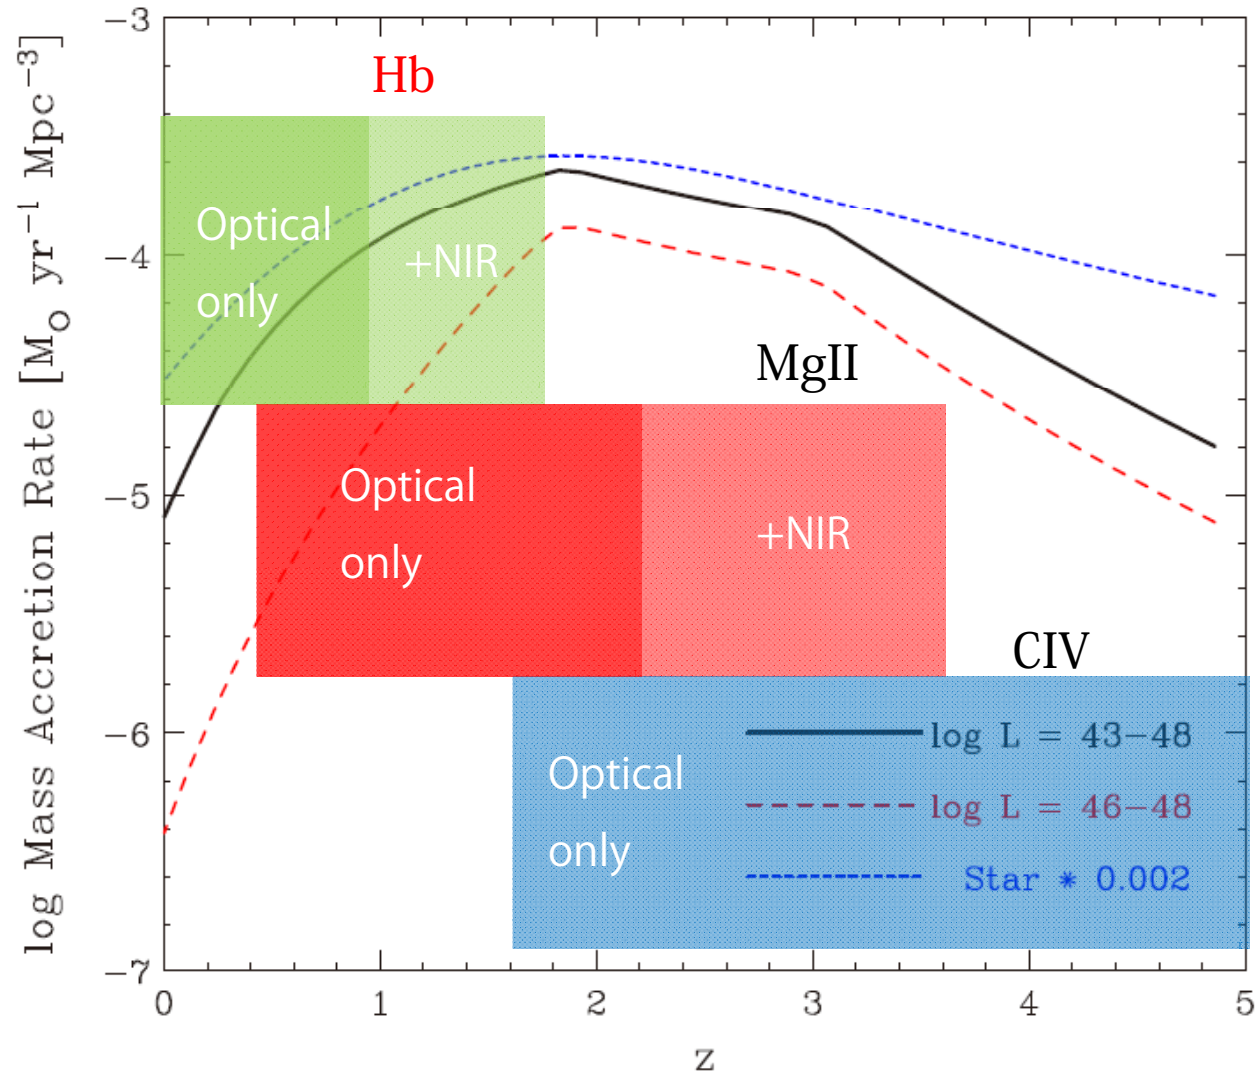 log Mass Accretion Rate [M_O yr^−1 Mpc^−3]
−3
−4
−5
−6
−7
Hb
Optical
only
+NIR
MgII
Optical
only
+NIR
CIV
Optical
only
log L = 43−48
log L = 46−48
Star * 0.002
0 1 2 3 4 5
z